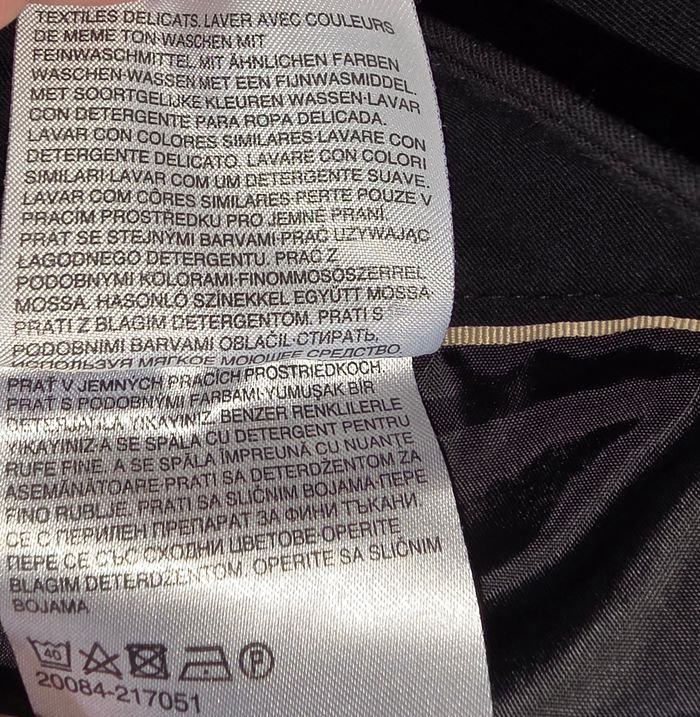 TEXTILES DELICATS. LAVER AVEC COULEURS
DE MEME TON·WASCHEN MIT
FEINWASCHMITTEL MIT ÄHNLICHEN FARBEN
WASCHEN·WASSEN MET EEN FIJNWASMIDDEL.
MET SOORTGELIJKE KLEUREN WASSEN·LAVAR
CON DETERGENTE PARA ROPA DELICADA.
LAVAR CON COLORES SIMILARES·LAVARE CON
DETERGENTE DELICATO. LAVARE CON COLORI
SIMILARI·LAVAR COM UM DETERGENTE SUAVE.
LAVAR COM CÔRES SIMILARES·PERTE POUZE V
PRACIM PROSTŘEDKU PRO JEMNÉ PRANÍ.
PRÁT SE STEJNÝMI BARVAMI·PRAĆ UŻYWAJĄC
ŁAGODNEGO DETERGENTU. PRAĆ Z
PODOBNYMI KOLORAMI·FINOMMOSÓSZERREL
MOSSA. HASONLÓ SZÍNEKKEL EGYÜTT MOSSA
PRATI Z BLAGIM DETERGENTOM. PRATI S
PODOBNIMI BARVAMI OBLAČIL·СТИРАТЬ,
ИСПОЛЬЗУЯ МЯГКОЕ МОЮЩЕЕ СРЕДСТВО
PRAŤ V JEMNÝCH PRACÍCH PROSTRIEDKOCH.
PRAŤ S PODOBNÝMI FARBAMI·YUMUŞAK BİR
DETERJANLA YIKAYINIZ. BENZER RENKLILERLE
YIKAYINIZ·A SE SPĂLA CU DETERGENT PENTRU
RUFE FINE. A SE SPĂLA ÎMPREUNĂ CU NUANŢE
ASEMĂNĂTOARE·PRATI SA DETERDŽENTOM ZA
FINO RUBLJE. PRATI SA SLIČNIM BOJAMA·ПЕРЕ
СЕ С ПЕРИЛЕН ПРЕПАРАТ ЗА ФИНИ ТЪКАНИ.
ПЕРЕ СЕ СЪС СХОДНИ ЦВЕТОВЕ·OPERITE
BLAGIM DETERDŽENTOM. OPERITE SA SLIČNIM
BOJAMA
40 P
20084-217051